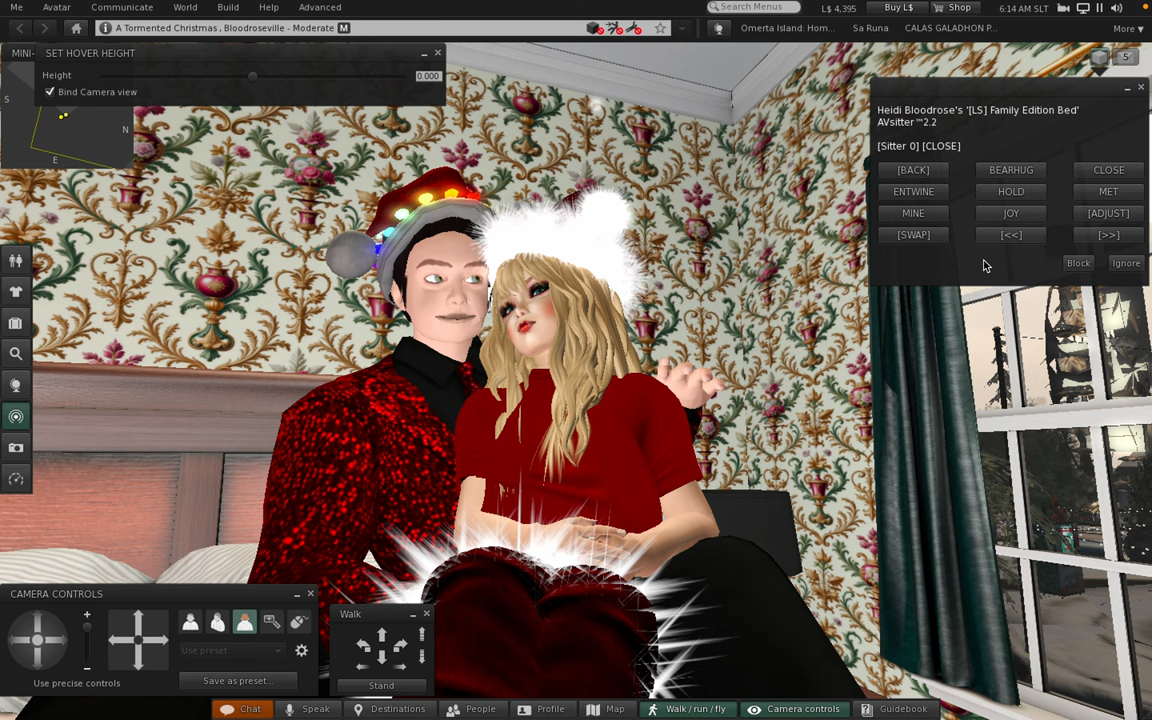 Me Avatar Communicate World Build Help Advanced Search Menus L$ 4,395 Buy L$ Shop 6:14 AM SLT
A Tormented Christmas , Bloodroseville - Moderate M Omerta Island: Hom... Sa Runa CALAS GALADHON P... More ▼
MINI- SET HOVER HEIGHT
5
Height 0.000
Bind Camera view
S
N
E
Heidi Bloodrose's '[LS] Family Edition Bed'
AVsitter™2.2
[Sitter 0] [CLOSE]
[BACK] BEARHUG CLOSE
ENTWINE HOLD MET
MINE JOY [ADJUST]
[SWAP] [<<] [>>]
Block Ignore
CAMERA CONTROLS
Use preset
Use precise controls
Save as preset...
Walk
Stand
Chat Speak Destinations People Profile Map Walk / run / fly Camera controls Guidebook